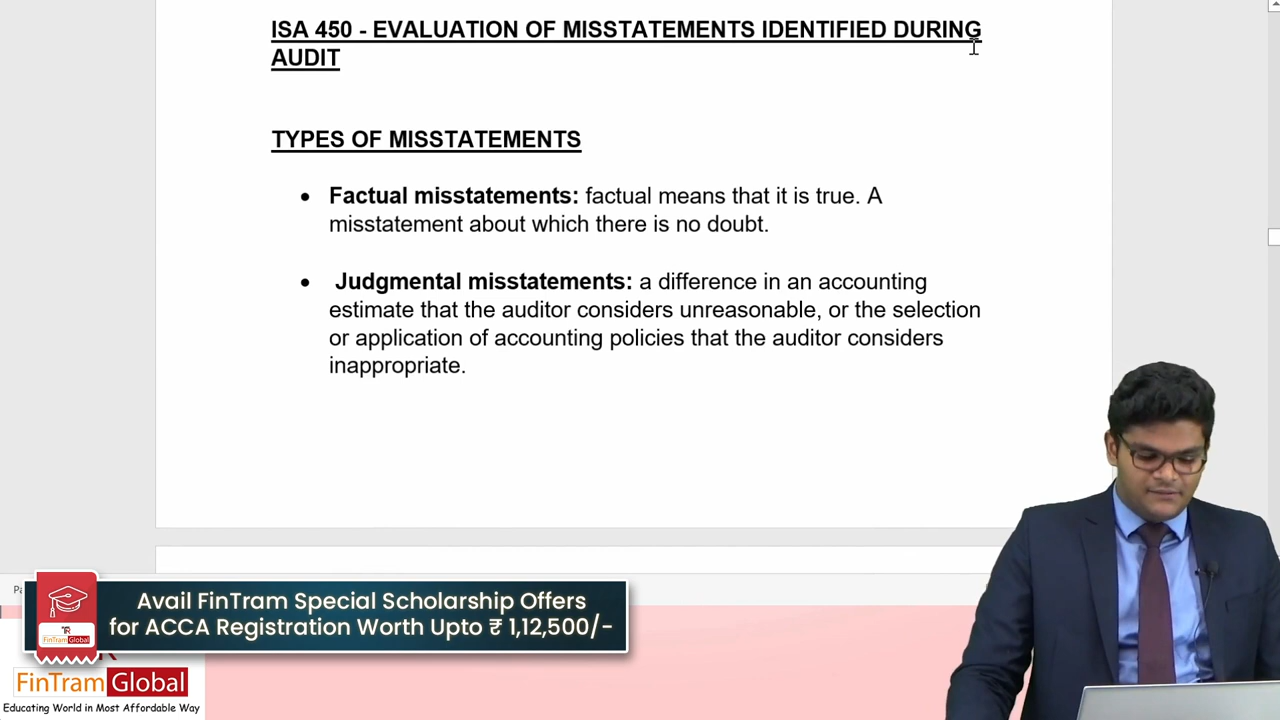 ISA 450 - EVALUATION OF MISSTATEMENTS IDENTIFIED DURING
AUDIT
TYPES OF MISSTATEMENTS
• Factual misstatements: factual means that it is true. A
misstatement about which there is no doubt.
• Judgmental misstatements: a difference in an accounting
estimate that the auditor considers unreasonable, or the selection
or application of accounting policies that the auditor considers
inappropriate.
Avail FinTram Special Scholarship Offers
for ACCA Registration Worth Upto ₹ 1,12,500/-
FinTram Global
FinTram Global
Educating World in Most Affordable Way